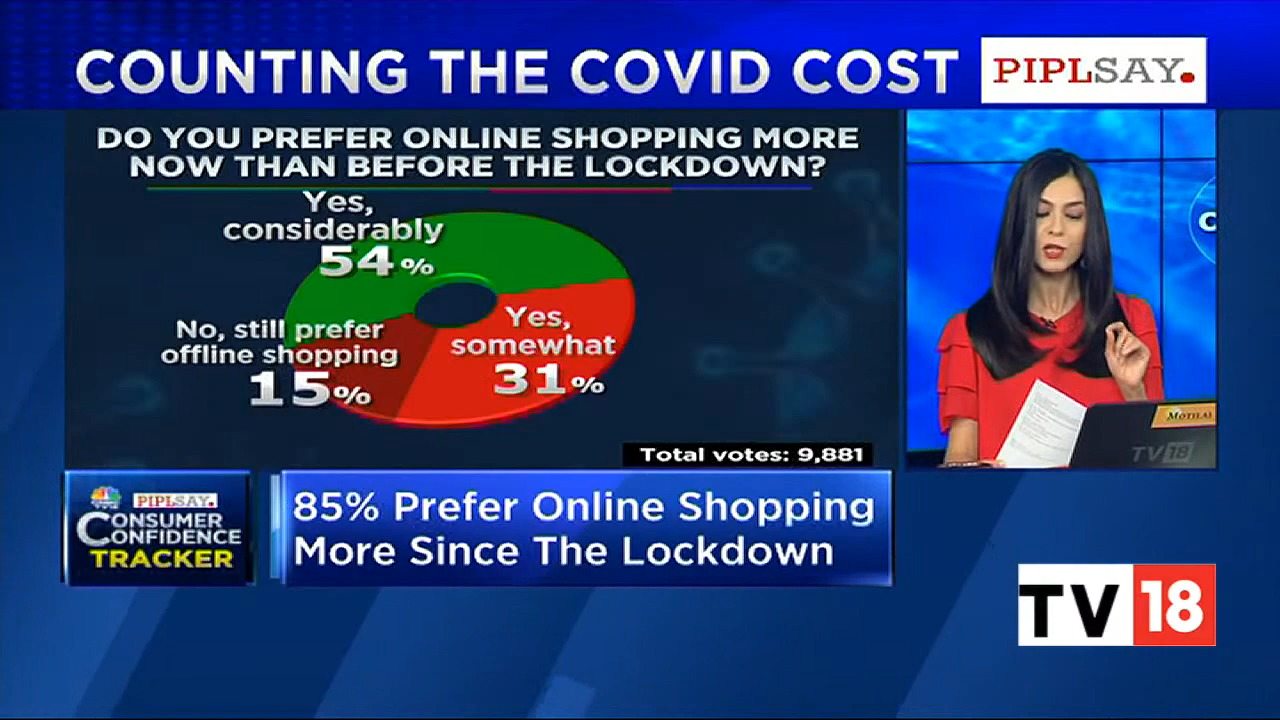 COUNTING THE COVID COST
PIPLSAY.
DO YOU PREFER ONLINE SHOPPING MORE
NOW THAN BEFORE THE LOCKDOWN?
Yes,
considerably
54%
No, still prefer
offline shopping
15%
Yes,
somewhat
31%
Total votes: 9,881
MOTILAL
TV18
PIPLSAY.
CONSUMER
CONFIDENCE
TRACKER
85% Prefer Online Shopping
More Since The Lockdown
TV18